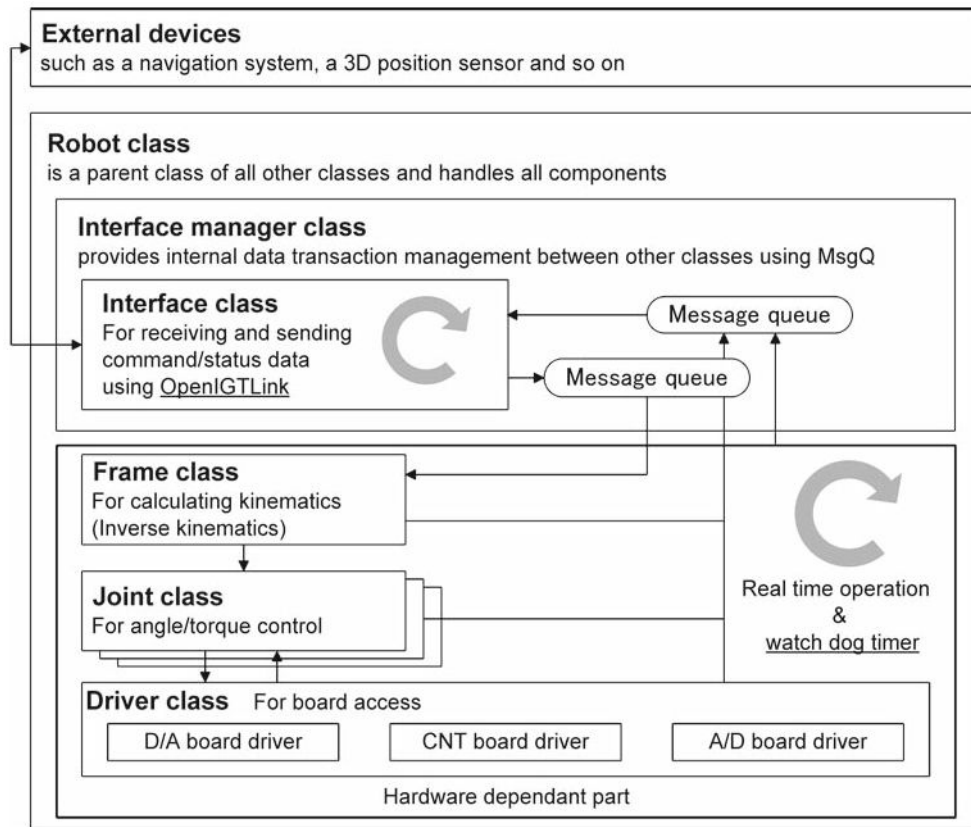 External devices
such as a navigation system, a 3D position sensor and so on
Robot class
is a parent class of all other classes and handles all components
Interface manager class
provides internal data transaction management between other classes using MsgQ
Interface class
For receiving and sending
command/status data
using OpenIGTLink
Message queue
Message queue
Frame class
For calculating kinematics
(Inverse kinematics)
Joint class
For angle/torque control
Real time operation
&
watch dog timer
Driver class For board access
D/A board driver
CNT board driver
A/D board driver
Hardware dependant part